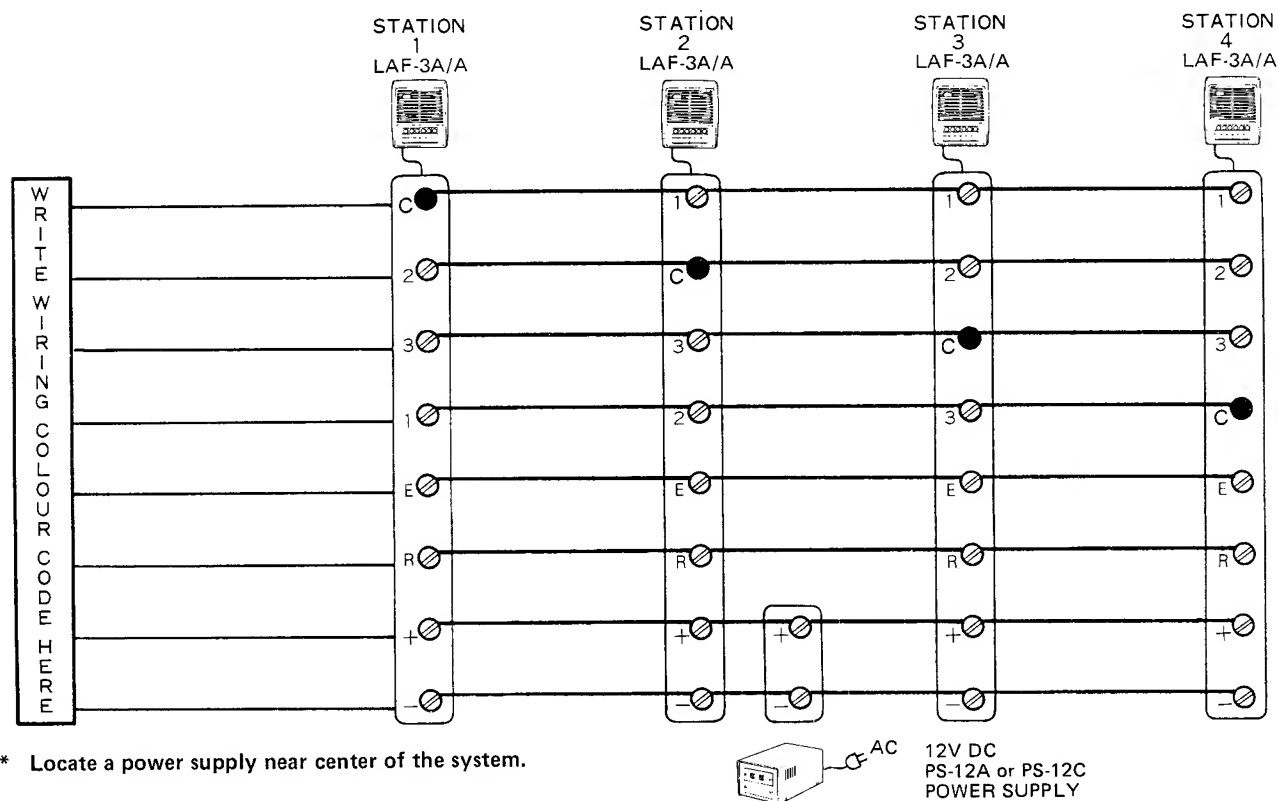 STATION STATION STATION STATION
1 2 3 4
LAF-3A/A LAF-3A/A LAF-3A/A LAF-3A/A
WRITE WIRING COLOUR CODE HERE
C 1 1 1
2 C 2 2
3 3 C 3
1 2 3 C
E E E E
R R R R
+ + + + +
- - - - -
* Locate a power supply near center of the system.
AC
12V DC
PS-12A or PS-12C
POWER SUPPLY